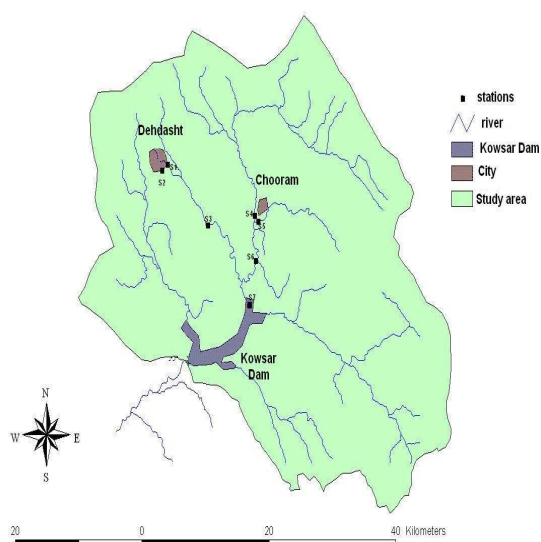 stations
river
Kowsar Dam
City
Study area
Dehdasht
S1
S2
Chooram
S3
S4
S5
S6
S7
Kowsar
Dam
N
W E
S
20 0 20 40 Kilometers